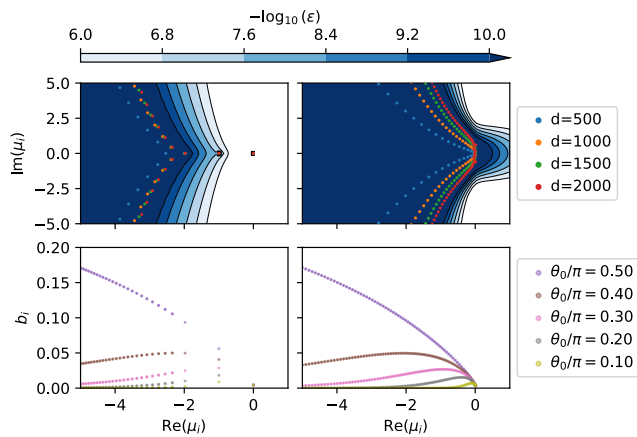 −log₁₀(ε)
6.0 6.8 7.6 8.4 9.2 10.0
Im(μᵢ)
5.0
2.5
0.0
−2.5
−5.0
d=500
d=1000
d=1500
d=2000
bᵢ
0.20
0.15
0.10
0.05
0.00
−4 −2 0
−4 −2 0
Re(μᵢ)
Re(μᵢ)
θ₀/π = 0.50
θ₀/π = 0.40
θ₀/π = 0.30
θ₀/π = 0.20
θ₀/π = 0.10